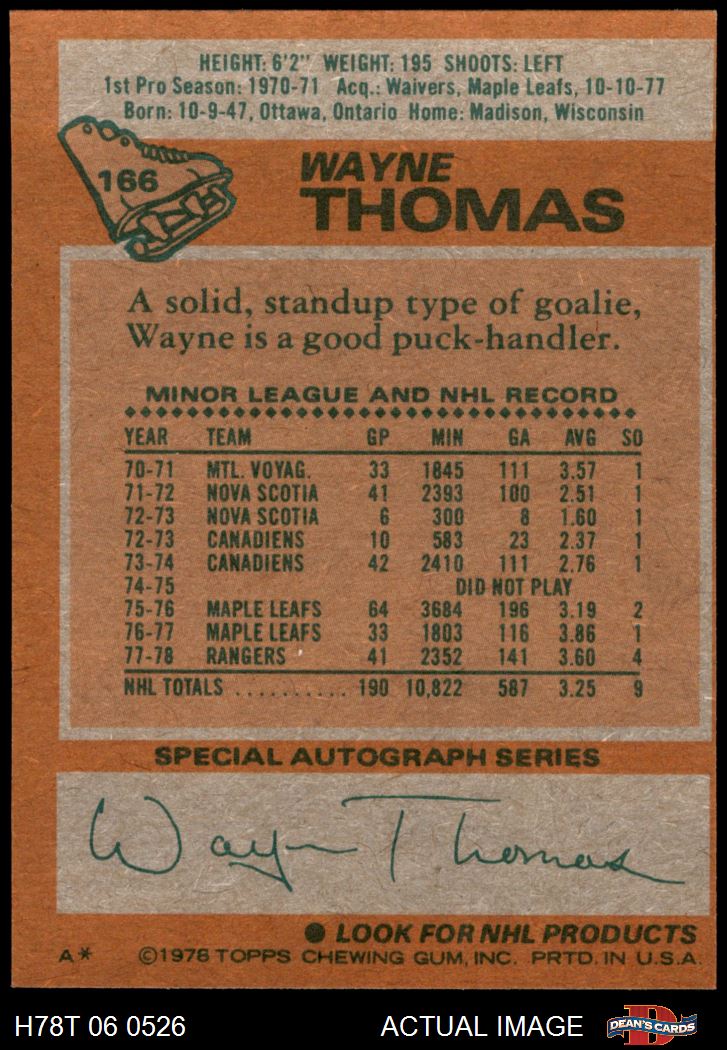 HEIGHT: 6'2" WEIGHT: 195 SHOOTS: LEFT
1st Pro Season: 1970-71 Acq.: Waivers, Maple Leafs, 10-10-77
Born: 10-9-47, Ottawa, Ontario Home: Madison, Wisconsin
166
WAYNE
THOMAS
A solid, standup type of goalie,
Wayne is a good puck-handler.
MINOR LEAGUE AND NHL RECORD
YEAR TEAM GP MIN GA AVG SO
70-71 MTL. VOYAG. 33 1845 111 3.57 1
71-72 NOVA SCOTIA 41 2393 100 2.51 1
72-73 NOVA SCOTIA 6 300 8 1.60 1
72-73 CANADIENS 10 583 23 2.37 1
73-74 CANADIENS 42 2410 111 2.76 1
74-75 DID NOT PLAY
75-76 MAPLE LEAFS 64 3684 196 3.19 2
76-77 MAPLE LEAFS 33 1803 116 3.86 1
77-78 RANGERS 41 2352 141 3.60 4
NHL TOTALS .......... 190 10,822 587 3.25 9
SPECIAL AUTOGRAPH SERIES
Wayne Thomas
● LOOK FOR NHL PRODUCTS
A* ©1978 TOPPS CHEWING GUM, INC. PRTD. IN U.S.A.
H78T 06 0526 ACTUAL IMAGE D DEAN'S CARDS